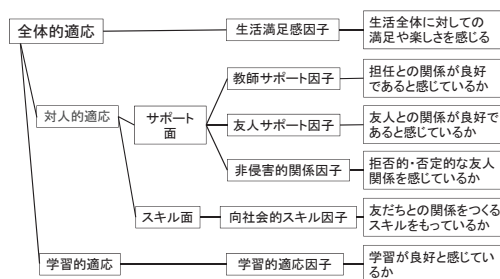 全体的適応
生活満足感因子
生活全体に対しての
満足や楽しさを感じる
対人的適応
サポート
面
教師サポート因子
担任との関係が良好
であると感じているか
友人サポート因子
友人との関係が良好で
あると感じているか
非侵害的関係因子
拒否的・否定的な友人
関係を感じているか
スキル面
向社会的スキル因子
友だちとの関係をつくる
スキルをもっているか
学習的適応
学習的適応因子
学習が良好と感じてい
るか